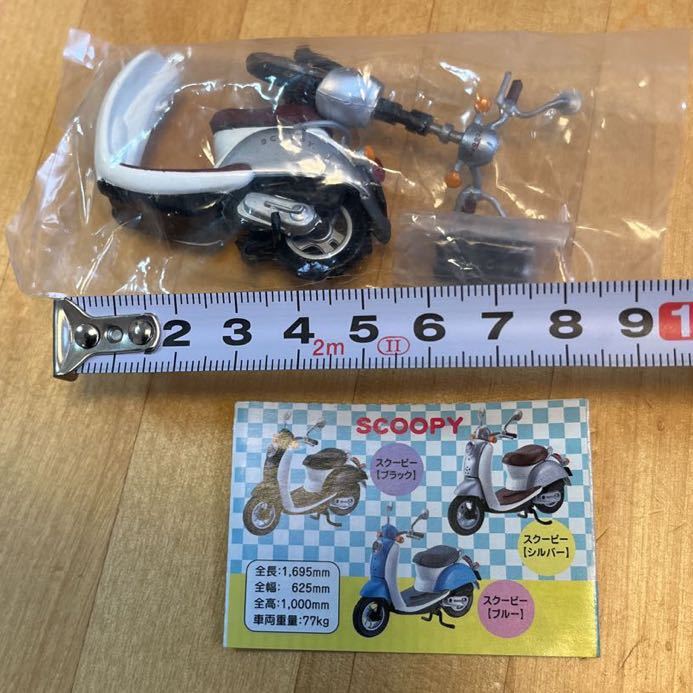 SCOOPY
2 3 4 5 6 7 8 9 1
2m II
SCOOPY
スクーピー
【ブラック】
スクーピー
【シルバー】
スクーピー
【ブルー】
全長:1,695mm
全幅: 625mm
全高:1,000mm
車両重量:77kg